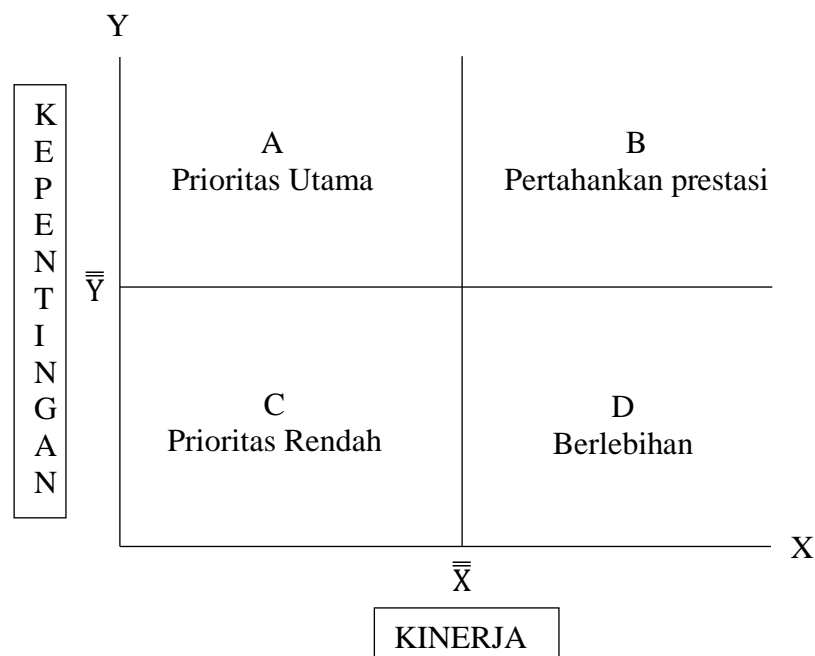 Y
K
E
P
E
N
T
I
N
G
A
N
A
Prioritas Utama
B
Pertahankan prestasi
Y̿
C
Prioritas Rendah
D
Berlebihan
X
X̿
KINERJA